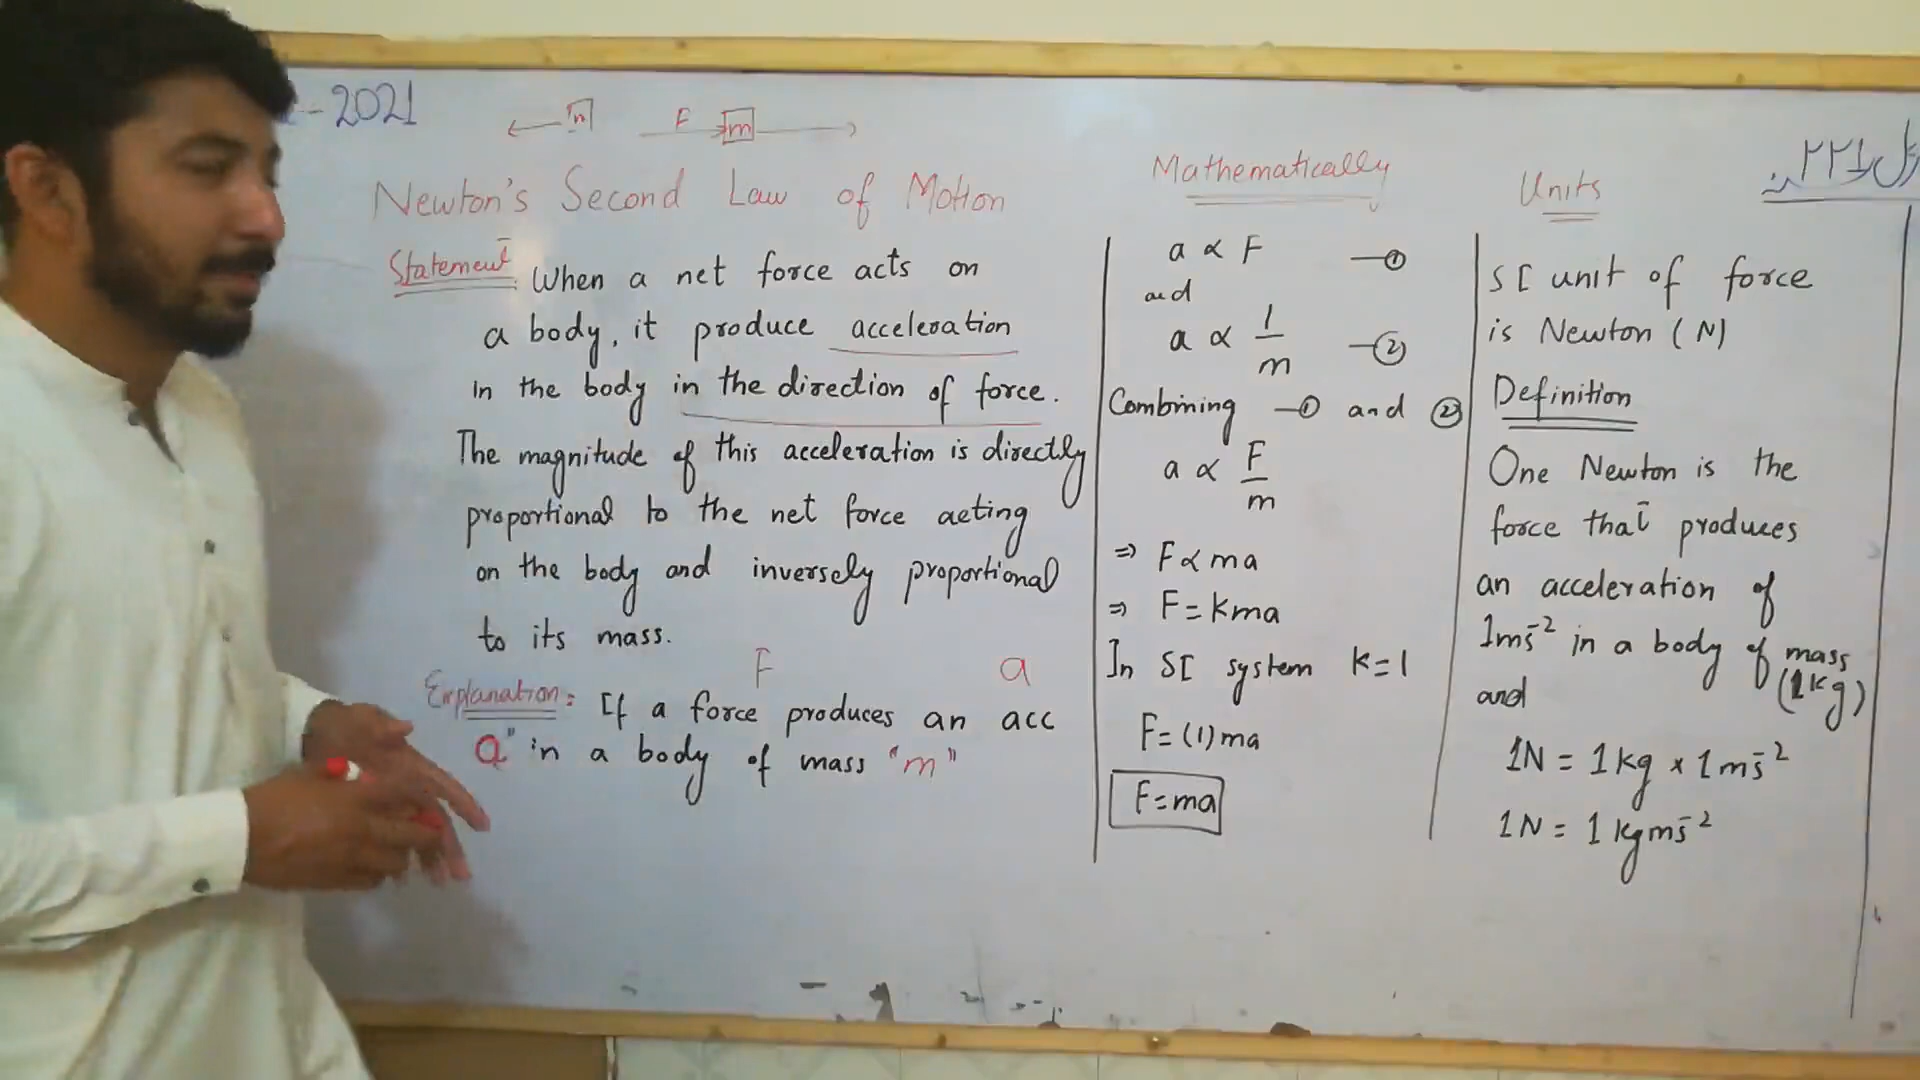 -2021
m F m
Newton's Second Law of Motion
Statement When a net force acts on
a body, it produce acceleration
in the body in the direction of force.
The magnitude of this acceleration is directly
proportional to the net force acting
on the body and inversely proportional
to its mass.
F a
Explanation: If a force produces an acc
a" in a body of mass "m"
Mathematically
a ∝ F —①
and
a ∝ 1/m —②
Combining —① and ②
a ∝ F/m
⇒ F ∝ ma
⇒ F = kma
In SI system k=1
F = (1) ma
F = ma
Units
SI unit of force
is Newton (N)
Definition
One Newton is the
force that produces
an acceleration of
1ms⁻² in a body of mass
(1kg)
and
1N = 1kg × 1ms⁻²
1N = 1kgms⁻²